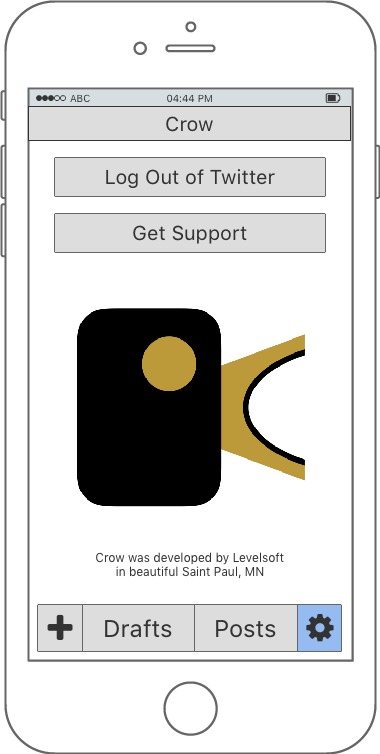 ABC 04:44 PM
Crow
Log Out of Twitter
Get Support
Crow was developed by Levelsoft
in beautiful Saint Paul, MN
Drafts Posts